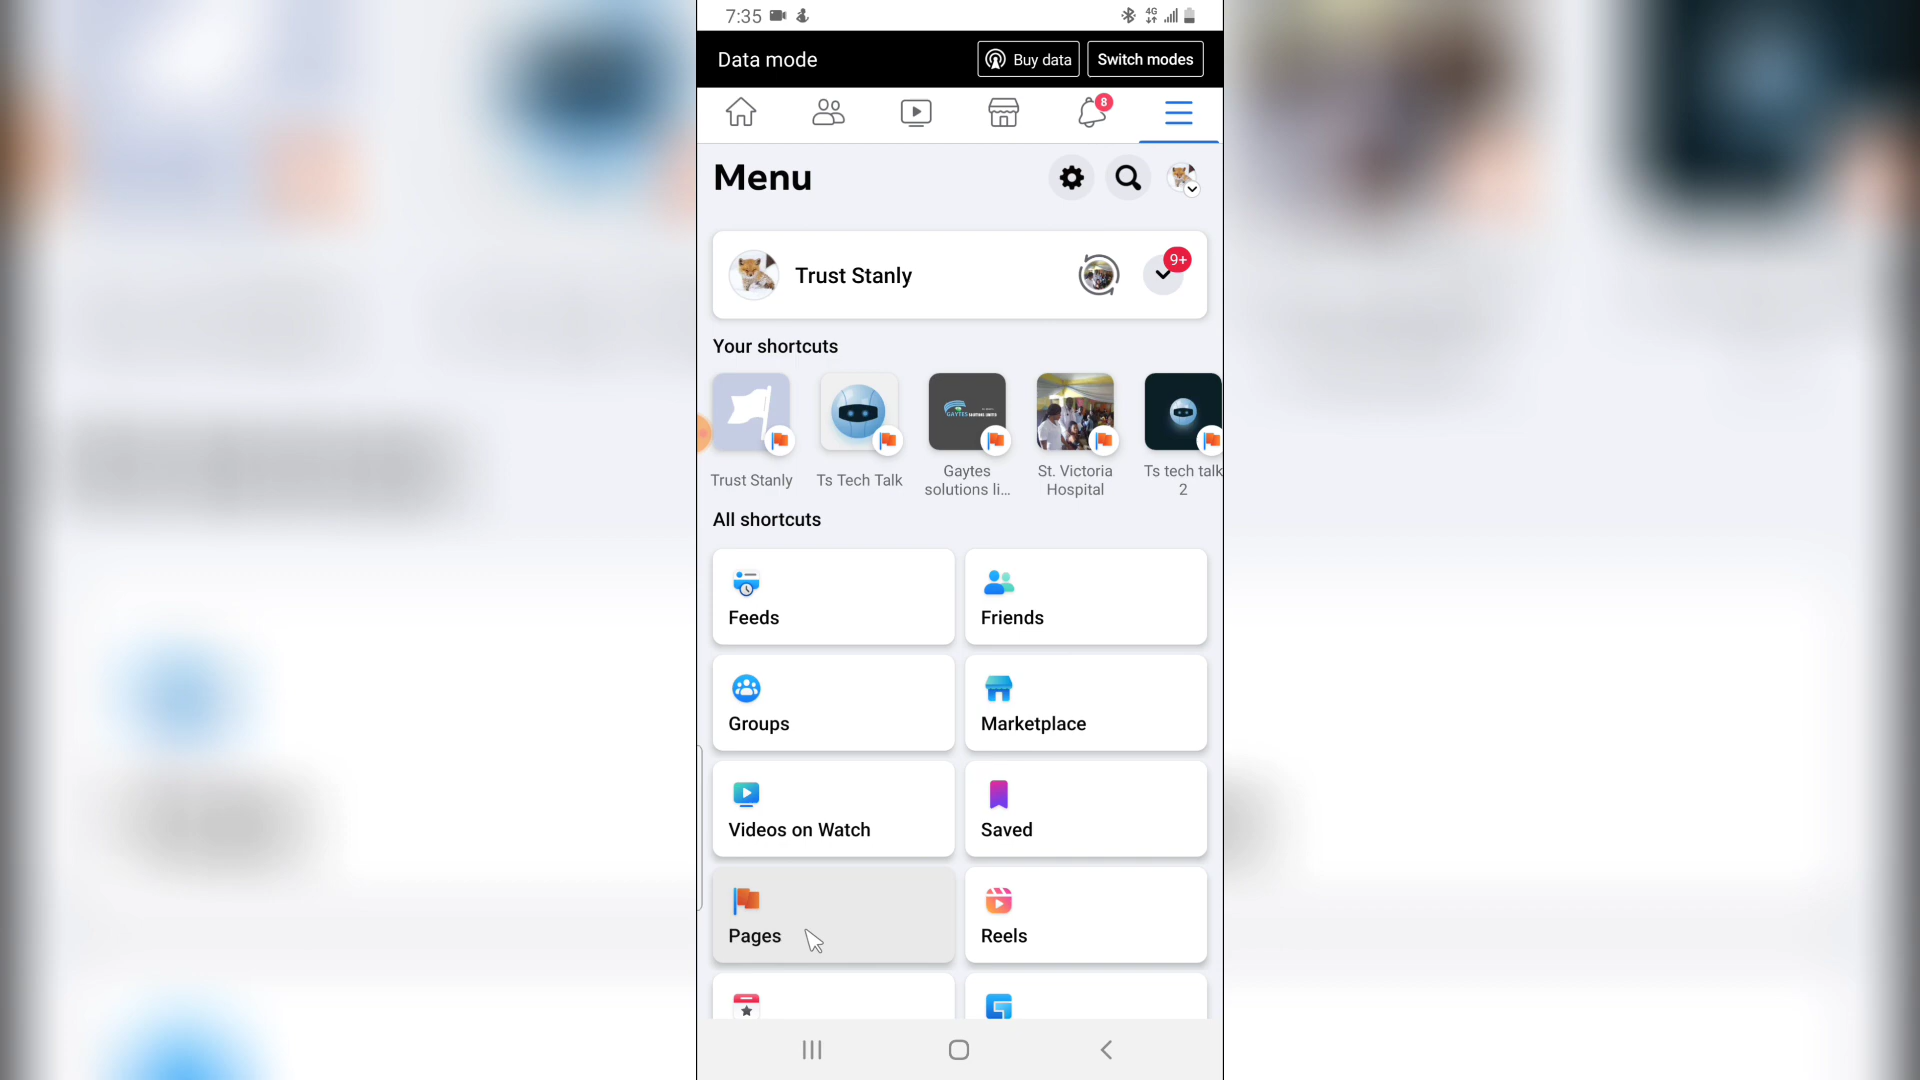 7:35
4G
Data mode
Buy data
Switch modes
8
Menu
Trust Stanly
9+
Your shortcuts
GAYTES
Trust Stanly
Ts Tech Talk
Gaytes
solutions li...
St. Victoria
Hospital
Ts tech talk
2
All shortcuts
Feeds
Friends
Groups
Marketplace
Videos on Watch
Saved
Pages
Reels